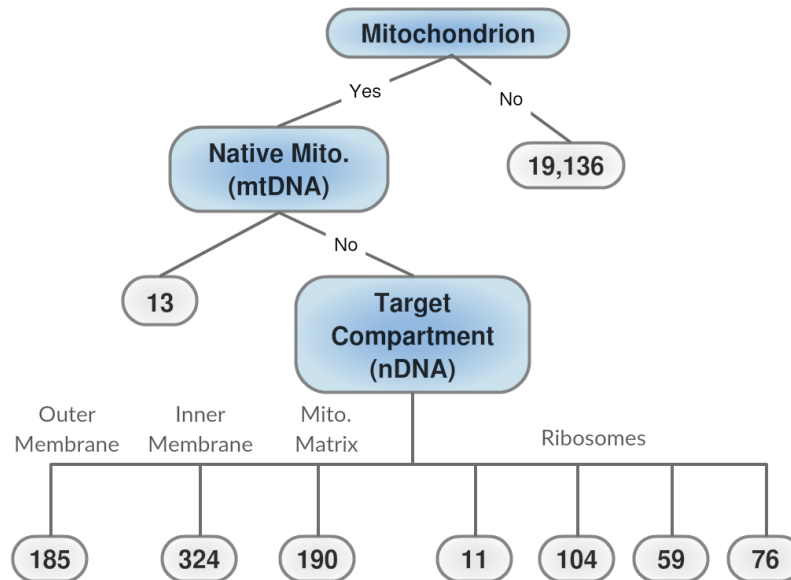 Mitochondrion
Yes
No
Native Mito.
(mtDNA)
19,136
No
13
Target
Compartment
(nDNA)
Outer
Membrane
Inner
Membrane
Mito.
Matrix
Ribosomes
185
324
190
11
104
59
76